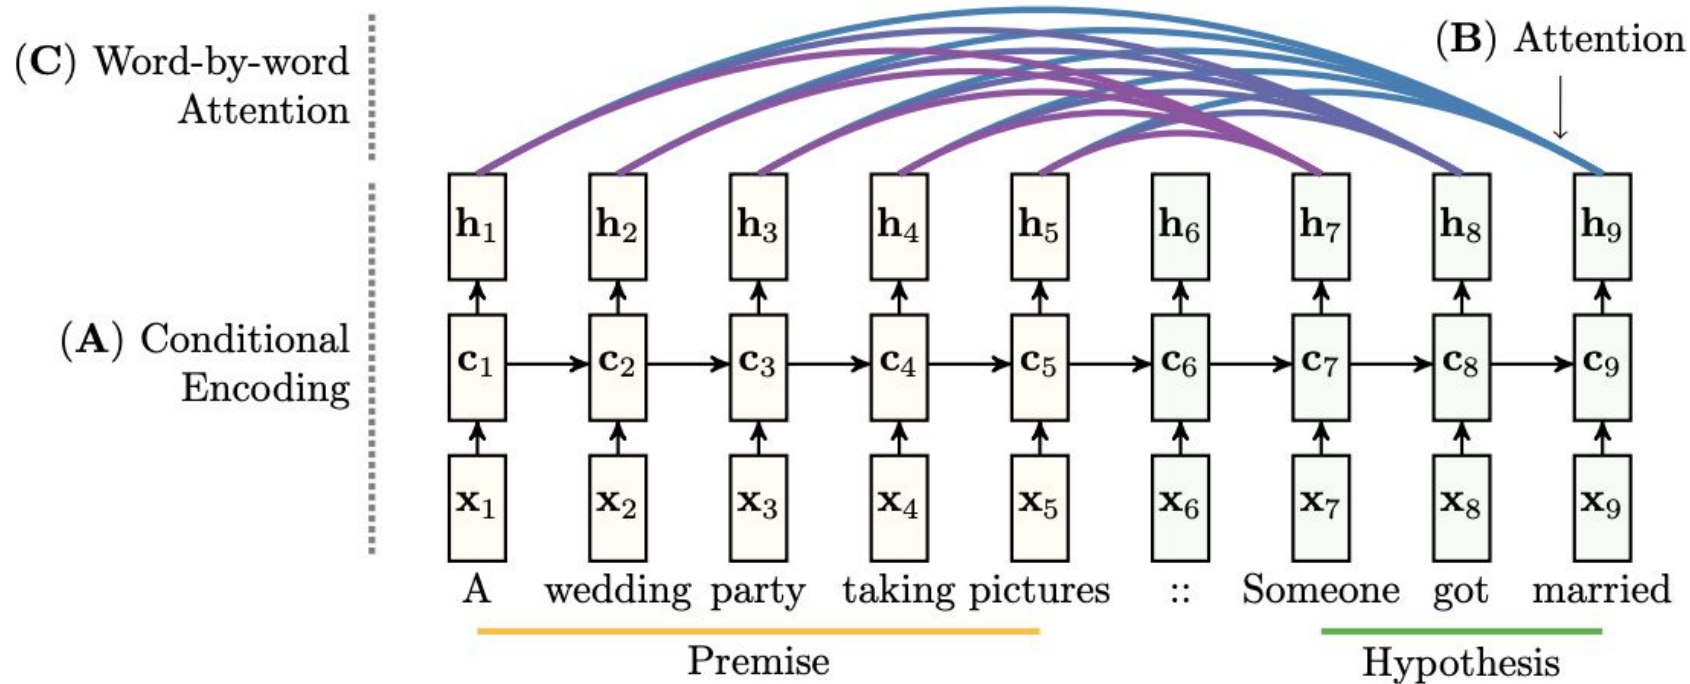 (C) Word-by-word
Attention
(B) Attention
h₁ h₂ h₃ h₄ h₅ h₆ h₇ h₈ h₉
(A) Conditional
Encoding
c₁ c₂ c₃ c₄ c₅ c₆ c₇ c₈ c₉
x₁ x₂ x₃ x₄ x₅ x₆ x₇ x₈ x₉
A wedding party taking pictures :: Someone got married
Premise Hypothesis